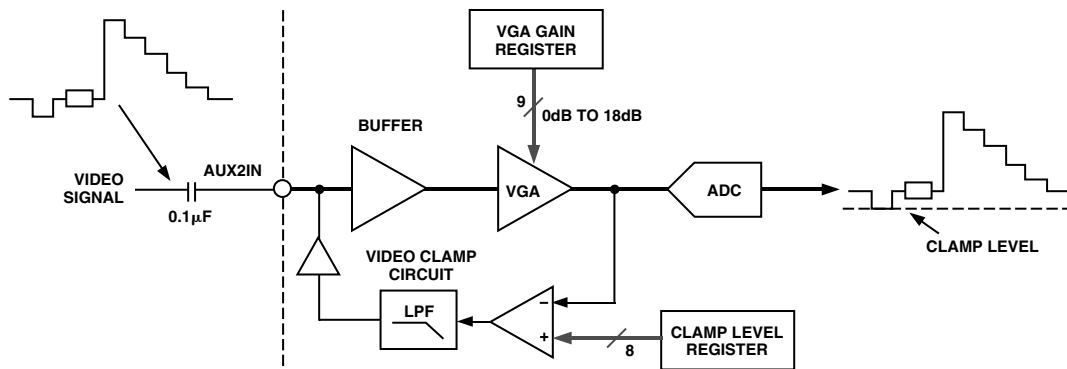 VGA GAIN
REGISTER
9
0dB TO 18dB
BUFFER
AUX2IN
VIDEO
SIGNAL
0.1μF
VGA
ADC
CLAMP LEVEL
VIDEO CLAMP
CIRCUIT
LPF
–
+
8
CLAMP LEVEL
REGISTER